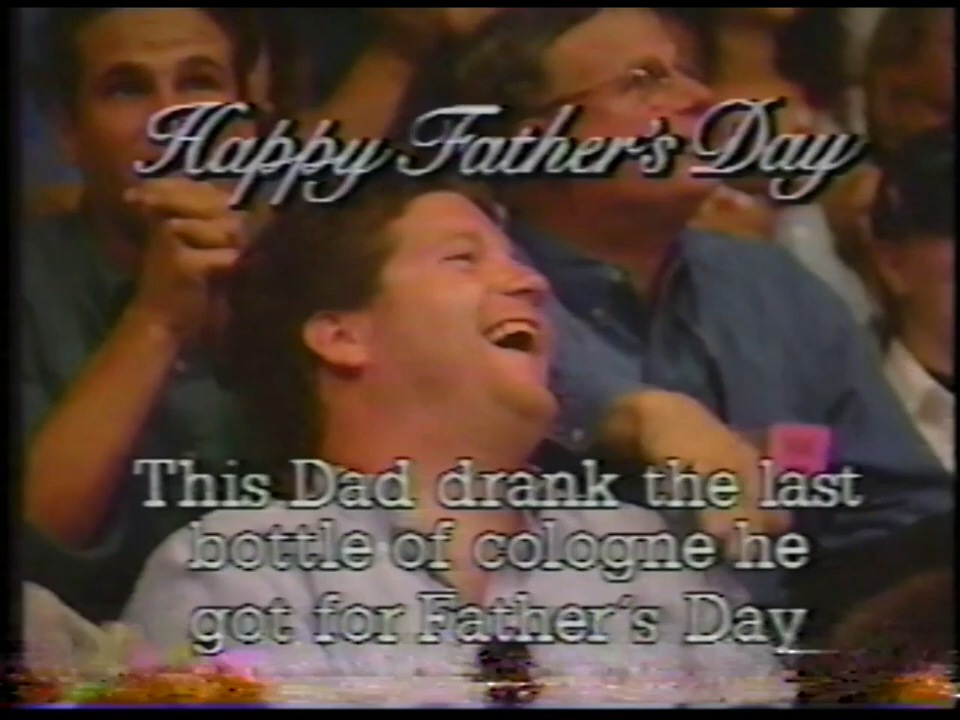 Happy Father's Day
This Dad drank the last
bottle of cologne he
got for Father's Day